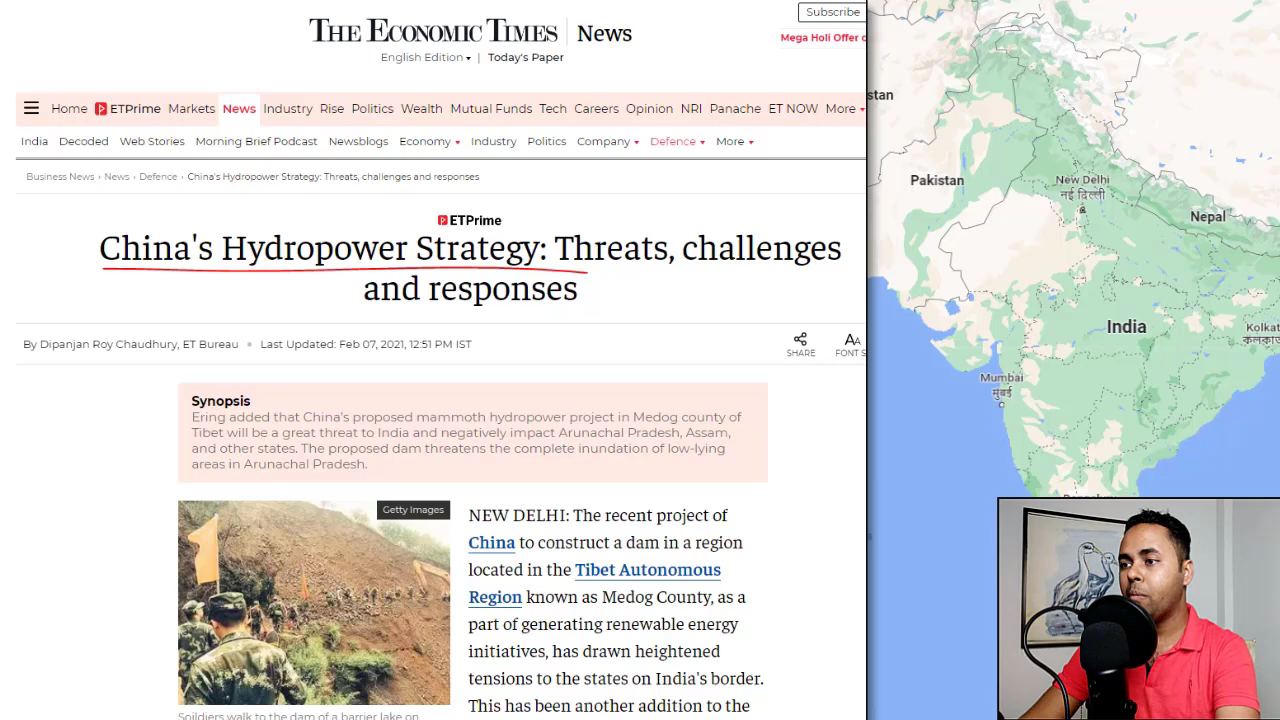 THE ECONOMIC TIMES News
Subscribe
Mega Holi Offer
English Edition | Today's Paper
Home ETPrime Markets News Industry Rise Politics Wealth Mutual Funds Tech Careers Opinion NRI Panache ET NOW More
India Decoded Web Stories Morning Brief Podcast Newsblogs Economy Industry Politics Company Defence More
Business News › News › Defence › China's Hydropower Strategy: Threats, challenges and responses
ETPrime
China's Hydropower Strategy: Threats, challenges
and responses
By Dipanjan Roy Chaudhury, ET Bureau • Last Updated: Feb 07, 2021, 12:51 PM IST
SHARE
AA
FONT S
Synopsis
Ering added that China's proposed mammoth hydropowerproject in Medog county of
Tibet will be a great threat to India and negatively impact Arunachal Pradesh, Assam,
and other states. The proposed dam threatens the complete inundation of low-lying
areas in Arunachal Pradesh.
Getty Images
Soildiers walk to the dam of a barrier lake on
NEW DELHI: The recent project of
China to construct a dam in a region
located in the Tibet Autonomous
Region known as Medog County, as a
part of generating renewable energy
initiatives, has drawn heightened
tensions to the states on India's border.
This has been another addition to the
stan
Pakistan
New Delhi
नई दिल्ली
Nepal
India
Kolkat
Mumbai
मुंबई